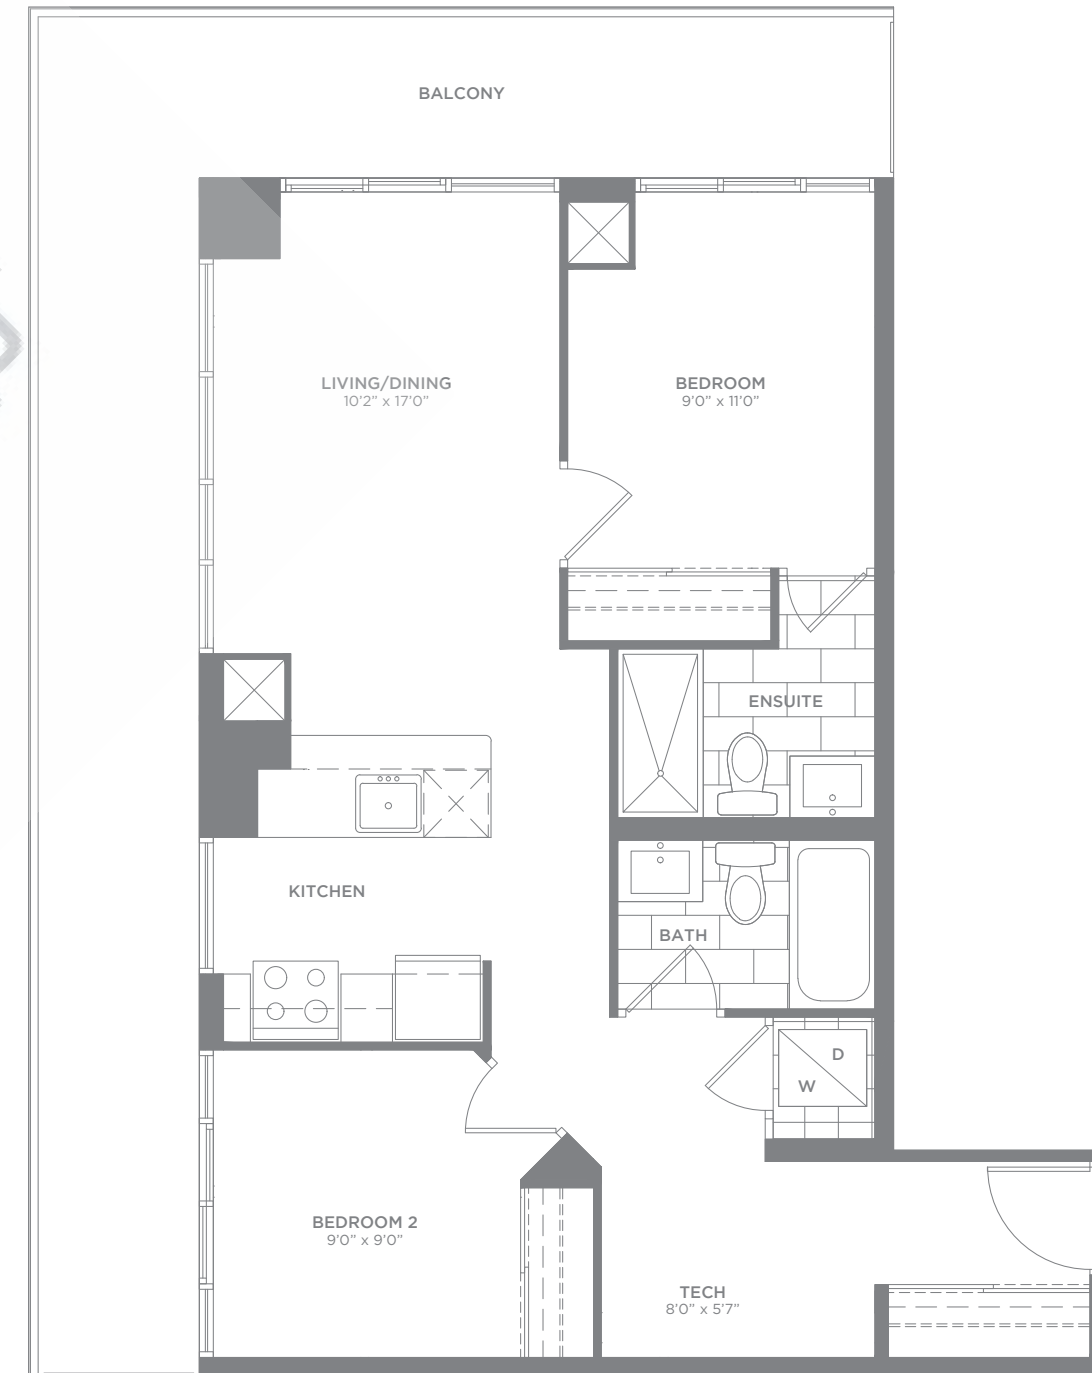 BALCONY
LIVING/DINING
10'2" x 17'0"
BEDROOM
9'0" x 11'0"
ENSUITE
KITCHEN
BATH
D
W
BEDROOM 2
9'0" x 9'0"
TECH
8'0" x 5'7"